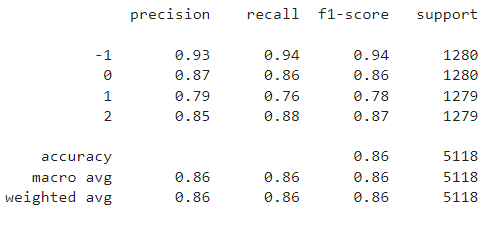 precision recall f1-score support
-1 0.93 0.94 0.94 1280
0 0.87 0.86 0.86 1280
1 0.79 0.76 0.78 1279
2 0.85 0.88 0.87 1279
accuracy 0.86 5118
macro avg 0.86 0.86 0.86 5118
weighted avg 0.86 0.86 0.86 5118